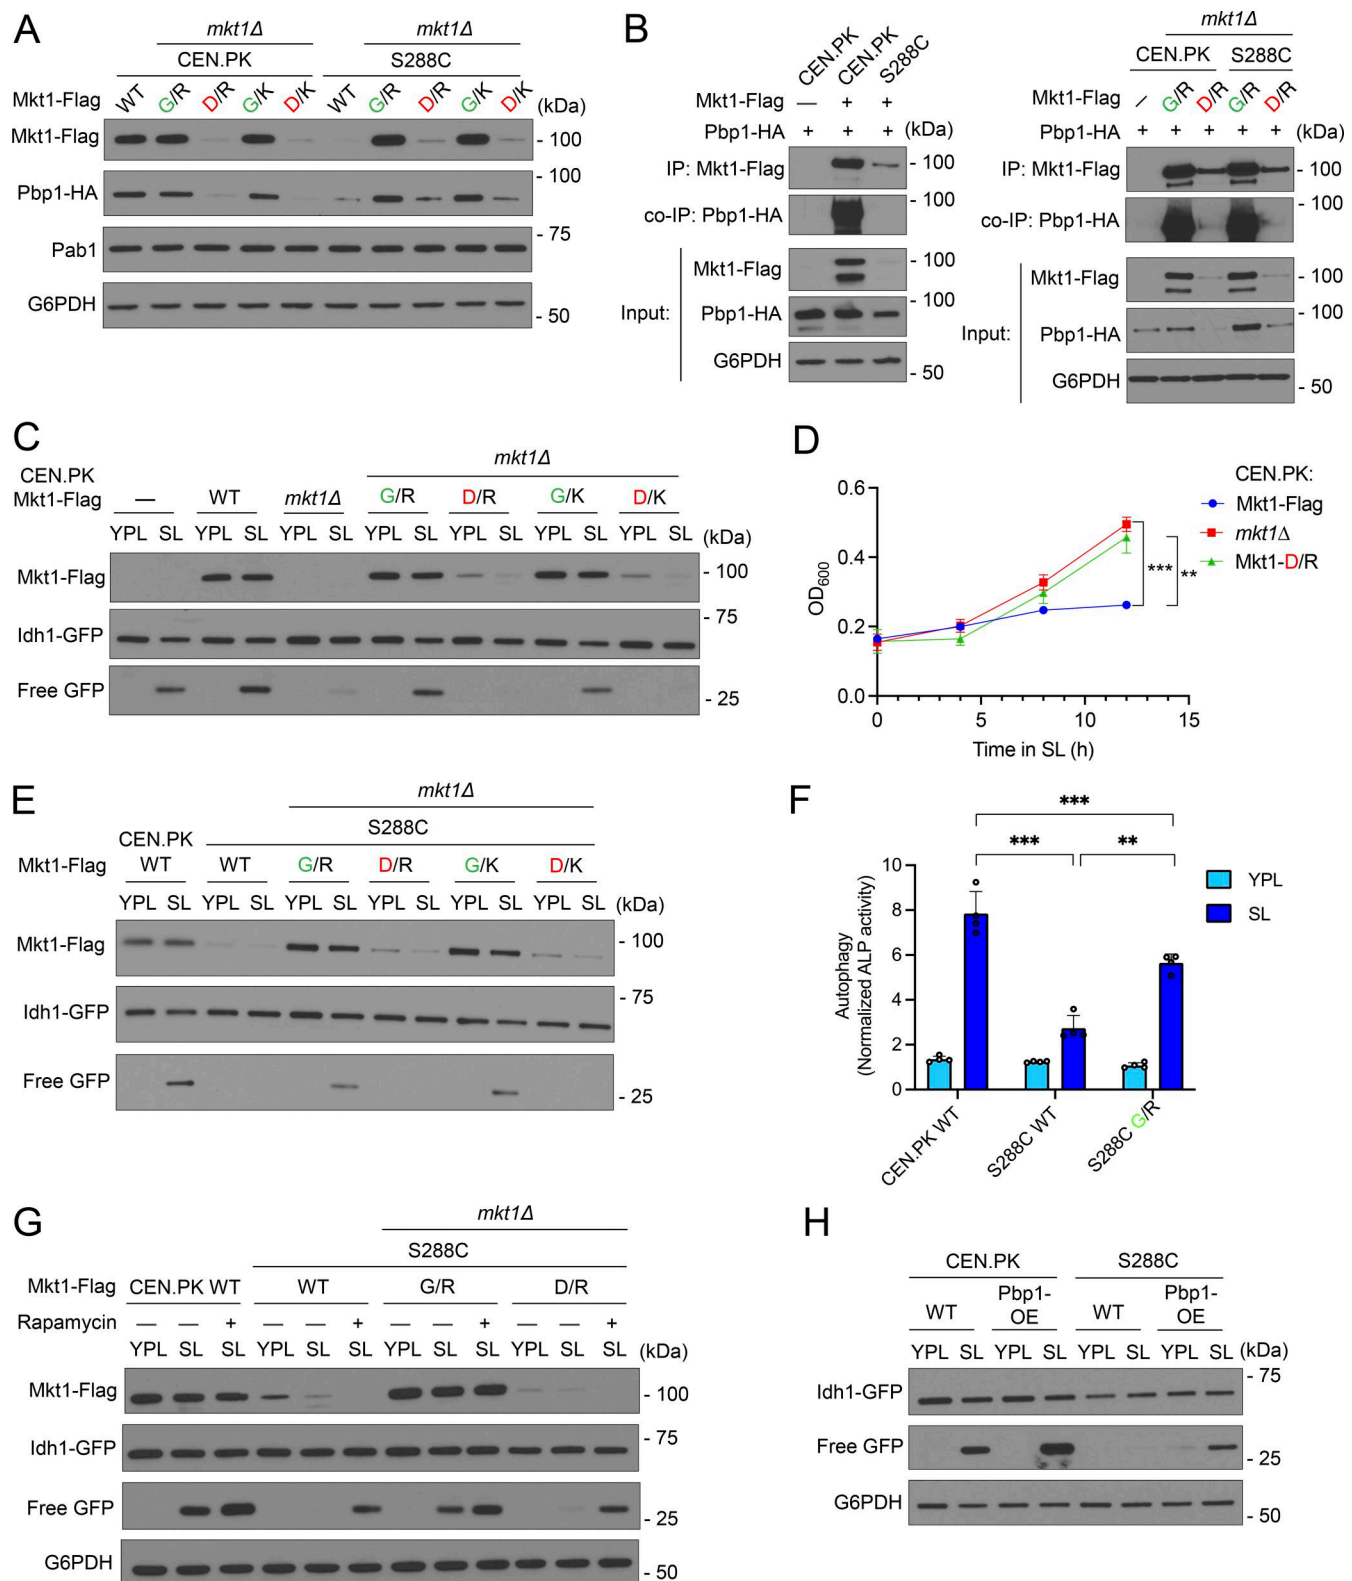 A
mkt1Δ mkt1Δ
CEN.PK S288C
Mkt1-Flag WT G/R D/R G/K D/K WT G/R D/R G/K D/K (kDa)
Mkt1-Flag - 100
- 100
Pbp1-HA
- 75
Pab1
G6PDH
- 50
B
CEN.PK CEN.PK S288C
Mkt1-Flag — + +
Pbp1-HA + + + (kDa)
IP: Mkt1-Flag - 100
- 100
co-IP: Pbp1-HA
Input:
Mkt1-Flag - 100
- 100
Pbp1-HA
G6PDH
- 50
mkt1Δ
CEN.PK S288C
Mkt1-Flag — G/R D/R G/R D/R
Pbp1-HA + + + + + (kDa)
IP: Mkt1-Flag - 100
- 100
co-IP: Pbp1-HA
Input:
Mkt1-Flag - 100
- 100
Pbp1-HA
G6PDH - 50
C
mkt1Δ
CEN.PK
Mkt1-Flag — WT mkt1Δ G/R D/R G/K D/K
YPL SL YPL SL YPL SL YPL SL YPL SL YPL SL YPL SL (kDa)
Mkt1-Flag - 100
- 75
Idh1-GFP
Free GFP
- 25
D
CEN.PK:
Mkt1-Flag
mkt1Δ
Mkt1-D/R
0.6
0.4
0.2
0.0
OD600
*** **
0 5 10 15
Time in SL (h)
E
mkt1Δ
S288C
CEN.PK
Mkt1-Flag WT WT G/R D/R G/K D/K
YPL SL YPL SL YPL SL YPL SL YPL SL YPL SL (kDa)
Mkt1-Flag - 100
- 75
Idh1-GFP
Free GFP
- 25
F
***
*** **
YPL
SL
Autophagy
(Normalized ALP activity)
10
8
6
4
2
0
CEN.PK WT S288C WT S288C G/R
G
mkt1Δ
S288C
Mkt1-Flag CEN.PK WT WT G/R D/R
Rapamycin — — + — — + — — + — — +
YPL SL SL YPL SL SL YPL SL SL YPL SL SL (kDa)
Mkt1-Flag - 100
- 75
Idh1-GFP
Free GFP
- 25
G6PDH
- 50
H
CEN.PK S288C
WT Pbp1-OE WT Pbp1-OE
YPL SL YPL SL YPL SL YPL SL (kDa)
- 75
Idh1-GFP
Free GFP
- 25
G6PDH
- 50